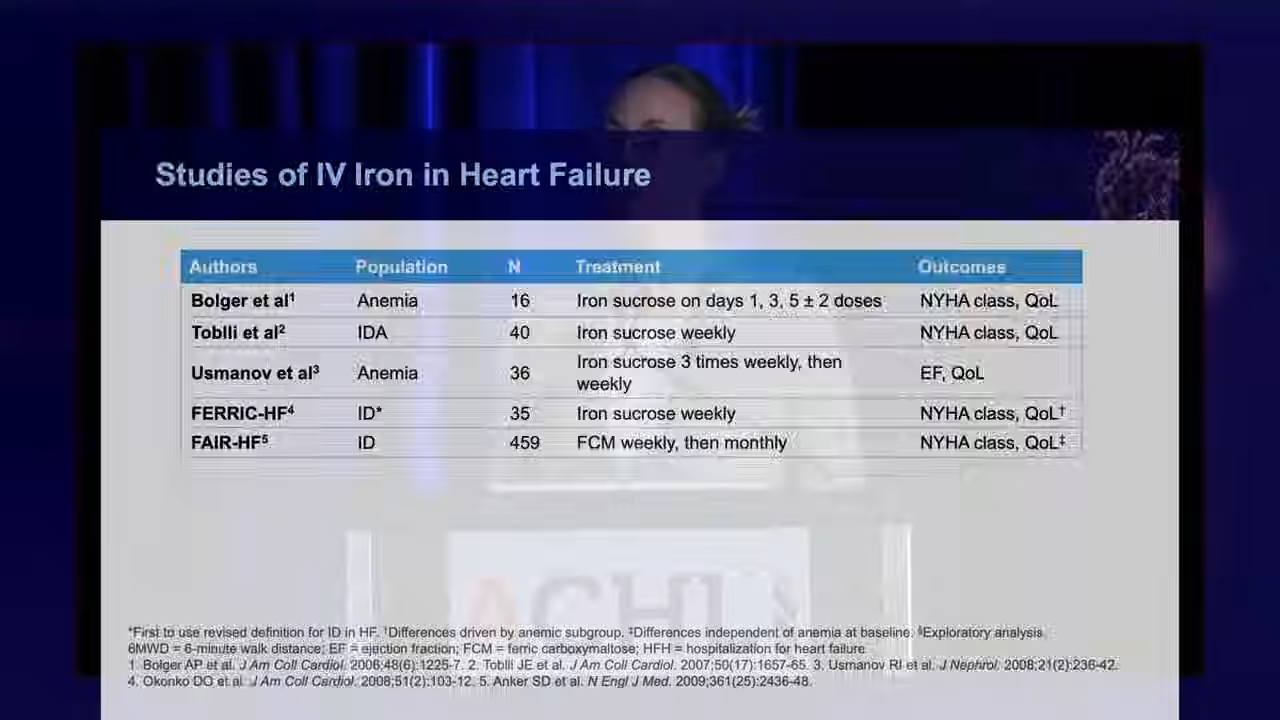 Studies of IV Iron in Heart Failure
Authors Population N Treatment Outcomes
Bolger et al¹ Anemia 16 Iron sucrose on days 1, 3, 5 ± 2 doses NYHA class, QoL
Toblli et al² IDA 40 Iron sucrose weekly NYHA class, QoL
Usmanov et al³ Anemia 36 Iron sucrose 3 times weekly, then
weekly EF, QoL
FERRIC-HF⁴ ID* 35 Iron sucrose weekly NYHA class, QoL†
FAIR-HF⁵ ID 459 FCM weekly, then monthly NYHA class, QoL‡
ACHL
*First to use revised definition for ID in HF. †Differences driven by anemic subgroup. ‡Differences independent of anemia at baseline. §Exploratory analysis
6MWD = 6-minute walk distance; EF = ejection fraction; FCM = ferric carboxymaltose; HFH = hospitalization for heart failure
1. Bolger AP et al. J Am Coll Cardiol. 2006;48(6):1225-7. 2. Toblli JE et al. J Am Coll Cardiol. 2007;50(17):1657-65. 3. Usmanov RI et al. J Nephrol. 2008;21(2):236-42.
4. Okonko DO et al. J Am Coll Cardiol. 2008;51(2):103-12. 5. Anker SD et al. N Engl J Med. 2009;361(25):2436-48.